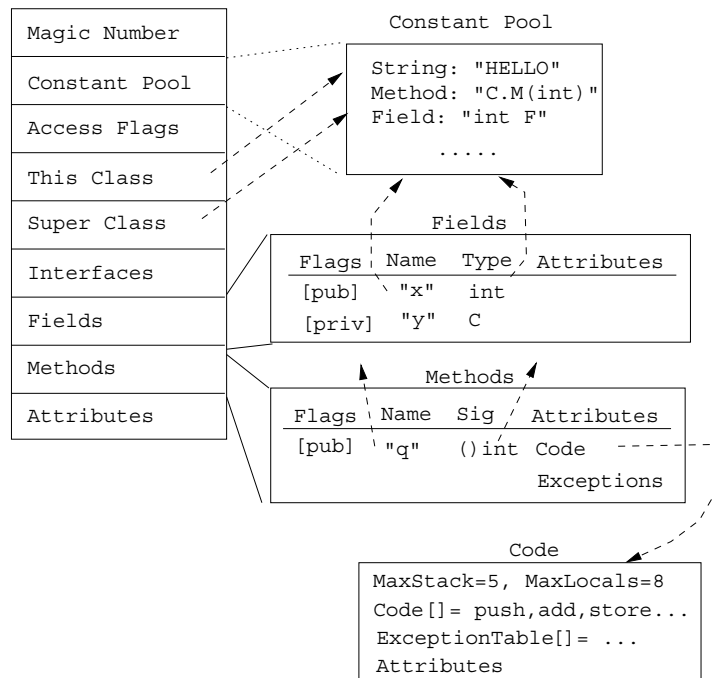 Magic Number
Constant Pool
Access Flags
This Class
Super Class
Interfaces
Fields
Methods
Attributes
Constant Pool
String: "HELLO"
Method: "C.M(int)"
Field: "int F"
.....
Fields
Flags Name Type Attributes
[pub] "x" int
[priv] "y" C
Methods
Flags Name Sig Attributes
[pub] "q" ()int Code
Exceptions
Code
MaxStack=5, MaxLocals=8
Code[]= push,add,store...
ExceptionTable[]= ...
Attributes